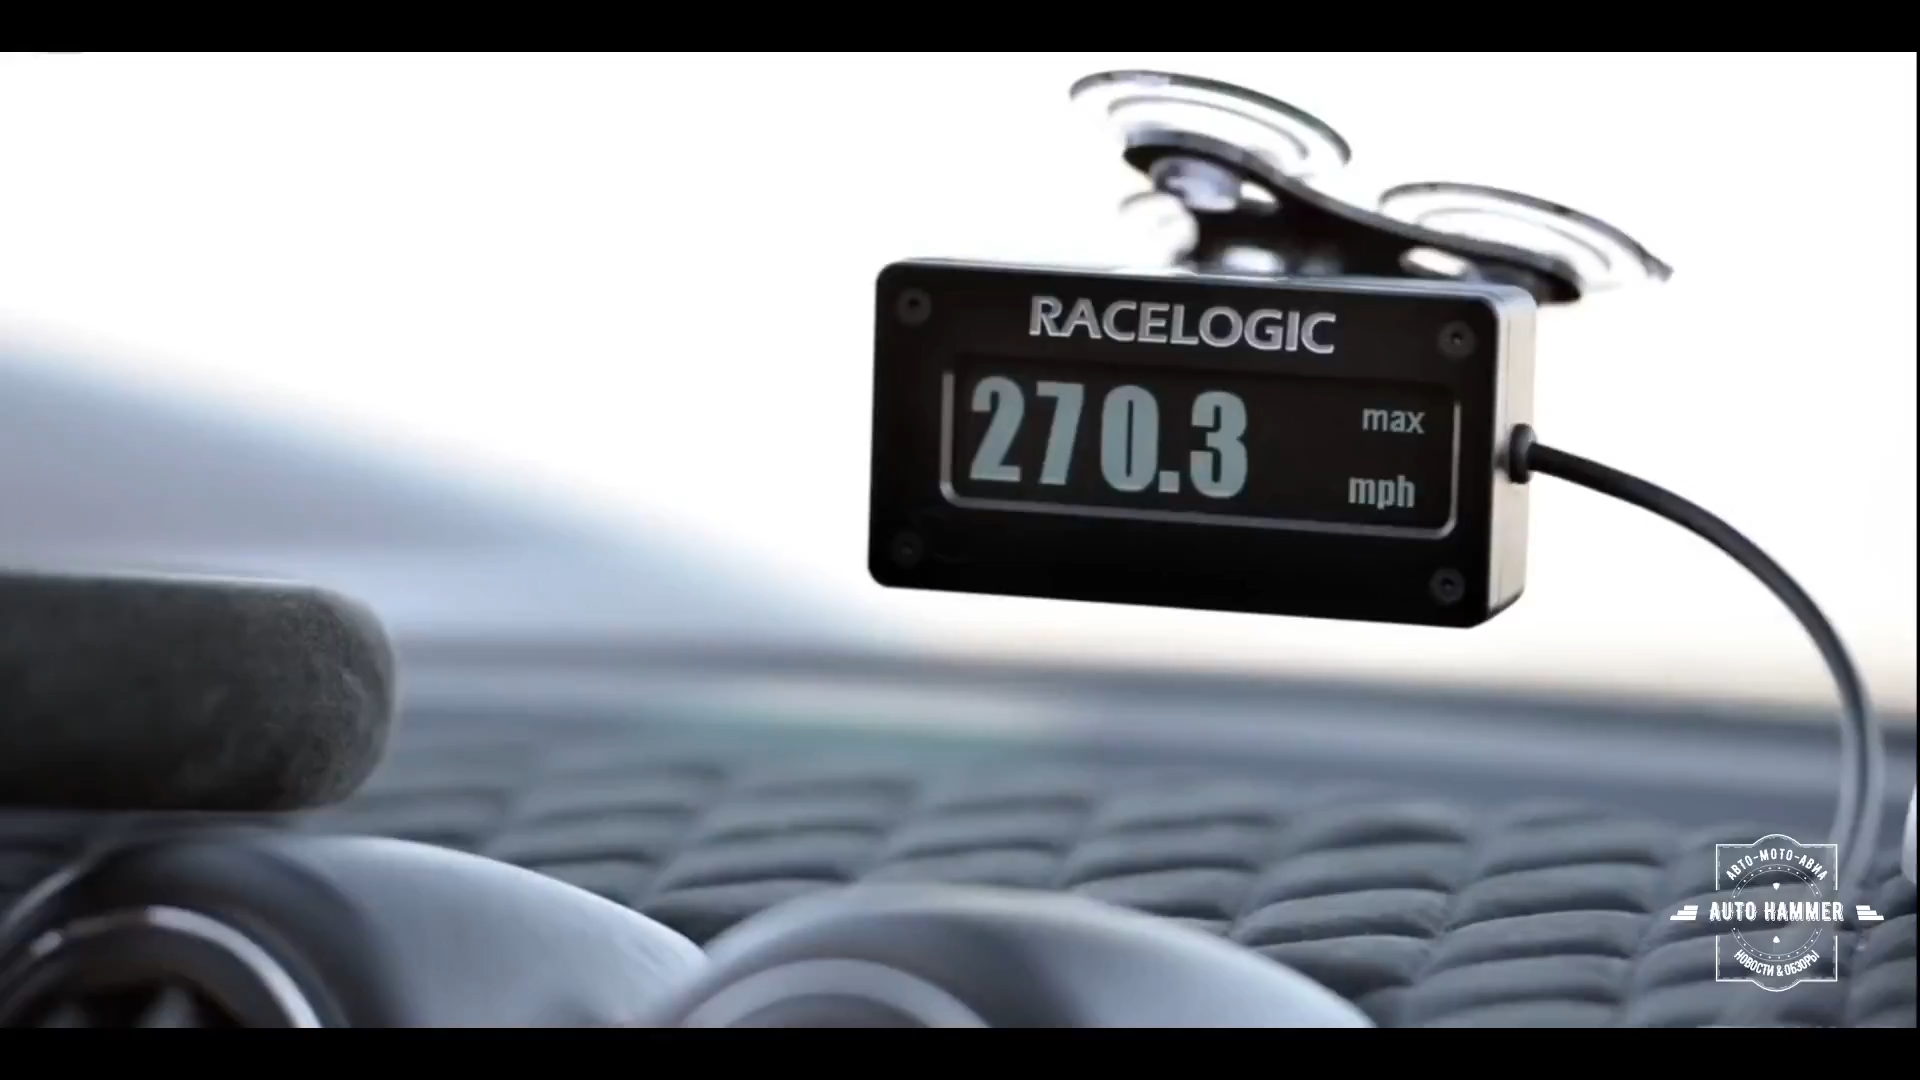 RACELOGIC
270.3 max
mph
АВТО-МОТО-АВИА
AUTO HAMMER
НОВОСТИ & ОБЗОРЫ